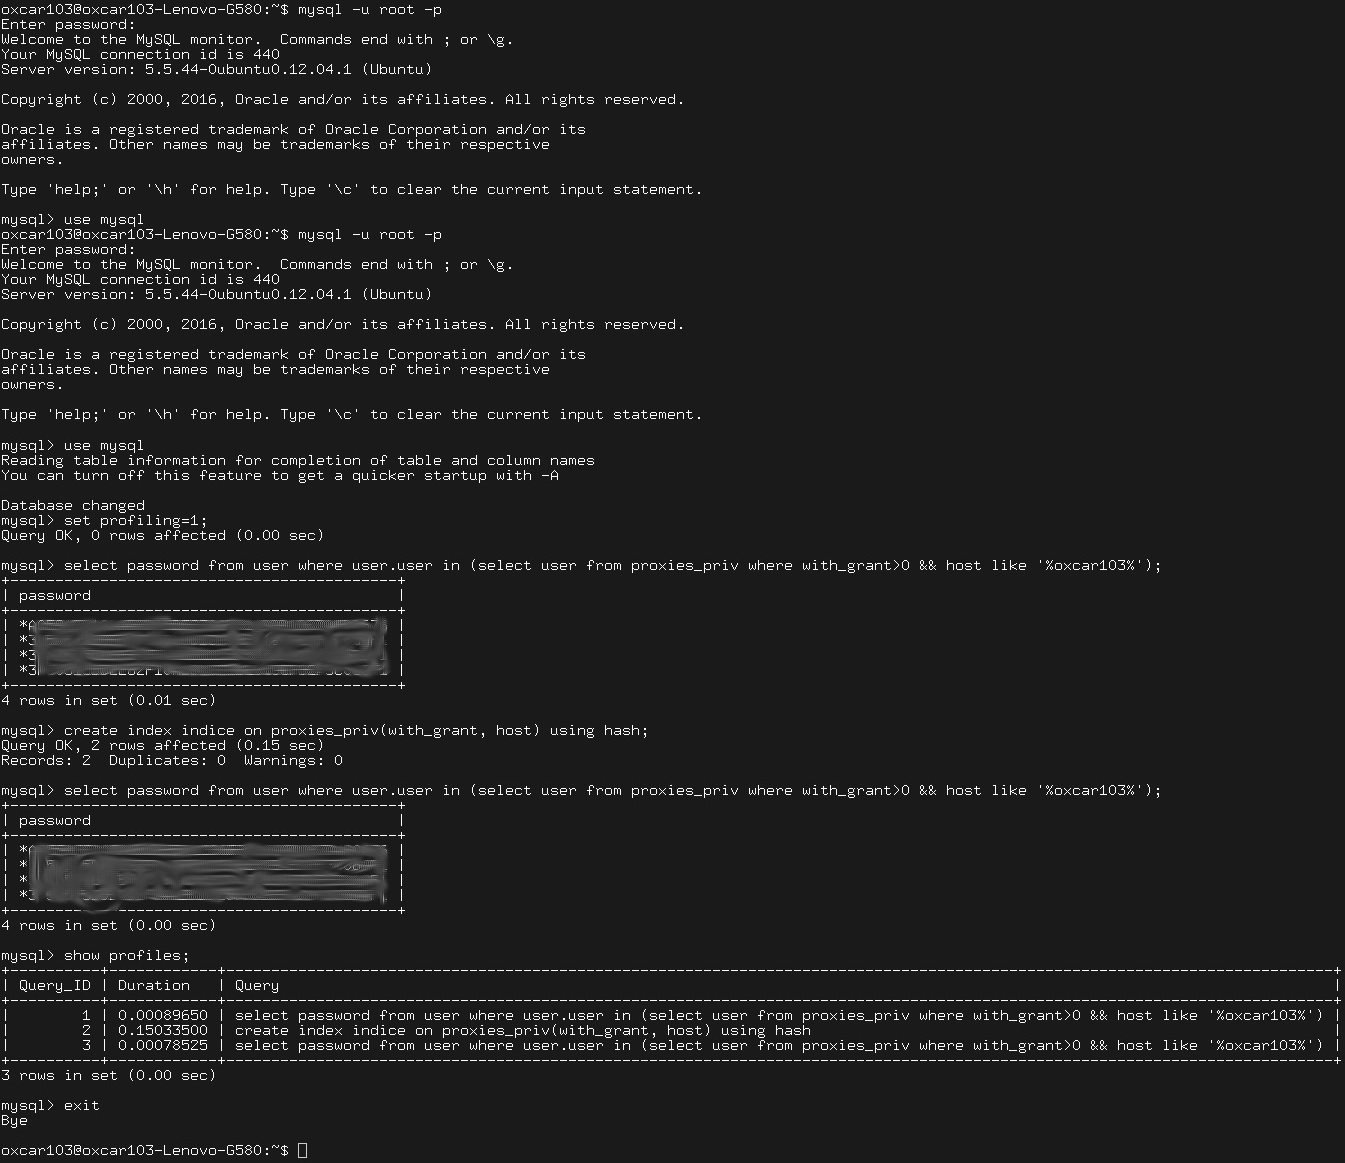 oxcar103@oxcar103-Lenovo-G580:~$ mysql -u root -p
Enter password:
Welcome to the MySQL monitor.  Commands end with ; or \g.
Your MySQL connection id is 440
Server version: 5.5.44-0ubuntu0.12.04.1 (Ubuntu)

Copyright (c) 2000, 2016, Oracle and/or its affiliates. All rights reserved.

Oracle is a registered trademark of Oracle Corporation and/or its
affiliates. Other names may be trademarks of their respective
owners.

Type 'help;' or '\h' for help. Type '\c' to clear the current input statement.

mysql> use mysql
oxcar103@oxcar103-Lenovo-G580:~$ mysql -u root -p
Enter password:
Welcome to the MySQL monitor.  Commands end with ; or \g.
Your MySQL connection id is 440
Server version: 5.5.44-0ubuntu0.12.04.1 (Ubuntu)

Copyright (c) 2000, 2016, Oracle and/or its affiliates. All rights reserved.

Oracle is a registered trademark of Oracle Corporation and/or its
affiliates. Other names may be trademarks of their respective
owners.

Type 'help;' or '\h' for help. Type '\c' to clear the current input statement.

mysql> use mysql
Reading table information for completion of table and column names
You can turn off this feature to get a quicker startup with -A

Database changed
mysql> set profiling=1;
Query OK, 0 rows affected (0.00 sec)

mysql> select password from user where user.user in (select user from proxies_priv where with_grant>0 && host like '%oxcar103%');
| password |
4 rows in set (0.01 sec)

mysql> create index indice on proxies_priv(with_grant, host) using hash;
Query OK, 2 rows affected (0.15 sec)
Records: 2  Duplicates: 0  Warnings: 0

mysql> select password from user where user.user in (select user from proxies_priv where with_grant>0 && host like '%oxcar103%');
| password |
4 rows in set (0.00 sec)

mysql> show profiles;
| Query_ID | Duration   | Query |
| 1 | 0.00089650 | select password from user where user.user in (select user from proxies_priv where with_grant>0 && host like '%oxcar103%') |
| 2 | 0.15033500 | create index indice on proxies_priv(with_grant, host) using hash |
| 3 | 0.00078525 | select password from user where user.user in (select user from proxies_priv where with_grant>0 && host like '%oxcar103%') |
3 rows in set (0.00 sec)

mysql> exit
Bye

oxcar103@oxcar103-Lenovo-G580:~$